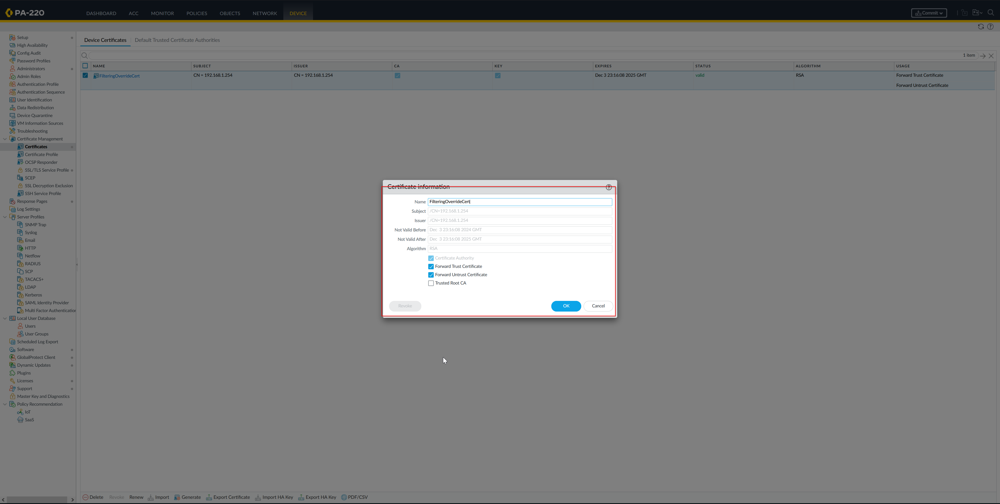 PA-220
DASHBOARD ACC MONITOR POLICIES OBJECTS NETWORK DEVICE
Commit
Setup
High Availability
Config Audit
Password Profiles
Administrators
Admin Roles
Authentication Profile
Authentication Sequence
User Identification
Data Redistribution
Device Quarantine
VM Information Sources
Troubleshooting
Certificate Management
Certificates
Certificate Profile
OCSP Responder
SSL/TLS Service Profile
SCEP
SSL Decryption Exclusion
SSH Service Profile
Response Pages
Log Settings
Server Profiles
SNMP Trap
Syslog
Email
HTTP
Netflow
RADIUS
SCP
TACACS+
LDAP
Kerberos
SAML Identity Provider
Multi Factor Authentication
Local User Database
Users
User Groups
Scheduled Log Export
Software
GlobalProtect Client
Dynamic Updates
Plugins
Licenses
Support
Master Key and Diagnostics
Policy Recommendation
IoT
SaaS
Device Certificates Default Trusted Certificate Authorities
1 item
NAME SUBJECT ISSUER CA KEY EXPIRES STATUS ALGORITHM USAGE
FilteringOverrideCert CN = 192.168.1.254 CN = 192.168.1.254 Dec 3 23:16:08 2025 GMT valid RSA Forward Trust Certificate
Forward Untrust Certificate
Certificate information
Name FilteringOverrideCert
Subject /CN=192.168.1.254
Issuer /CN=192.168.1.254
Not Valid Before Dec 3 23:16:08 2024 GMT
Not Valid After Dec 3 23:16:08 2025 GMT
Algorithm RSA
Certificate Authority
Forward Trust Certificate
Forward Untrust Certificate
Trusted Root CA
Revoke OK Cancel
Delete Revoke Renew Import Generate Export Certificate Import HA Key Export HA Key PDF/CSV